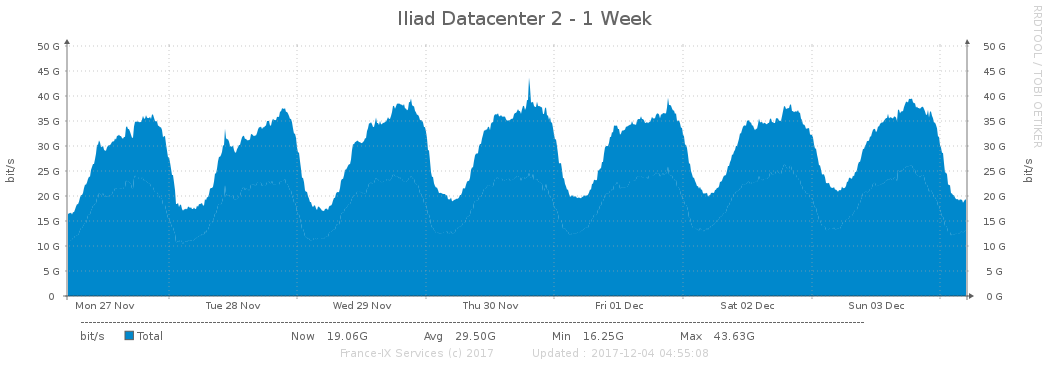 Iliad Datacenter 2 - 1 Week
RRDTOOL / TOBI OETIKER
50 G 50 G
45 G 45 G
40 G 40 G
35 G 35 G
30 G 30 G
25 G 25 G
20 G 20 G
15 G 15 G
10 G 10 G
5 G 5 G
0 0 G
bit/s bit/s
Mon 27 Nov Tue 28 Nov Wed 29 Nov Thu 30 Nov Fri 01 Dec Sat 02 Dec Sun 03 Dec
bit/s Total Now 19.06G Avg 29.50G Min 16.25G Max 43.63G
France-IX Services (c) 2017 Updated : 2017-12-04 04:55:08